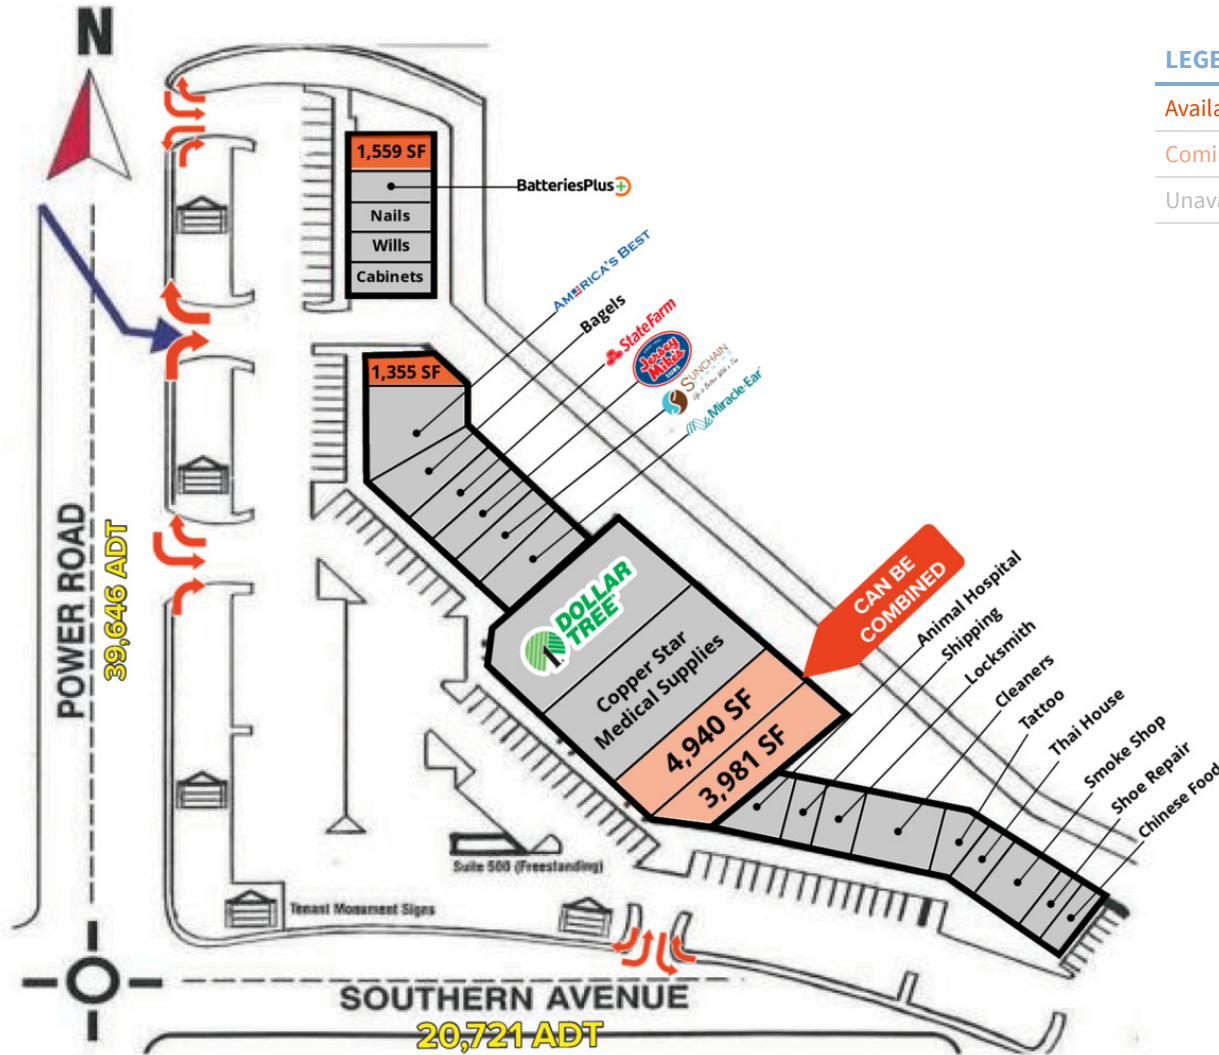 N
LEGE
Availa
Comi
Unava
1,559 SF
BatteriesPlus+
Nails
Wills
Cabinets
AMERICA'S BEST
Bagels
StateFarm
Jersey
Mike's
SUBS
SUNCHAIN
Miracle-Ear
1,355 SF
DOLLAR
TREE
1
Copper Star
Medical Supplies
4,940 SF
3,981 SF
CAN BE
COMBINED
Animal Hospital
Shipping
Locksmith
Cleaners
Tattoo
Thai House
Smoke Shop
Shoe Repair
Chinese Food
POWER ROAD
39,646 ADT
Suite 500 (Freestanding)
Tenant Monument Signs
SOUTHERN AVENUE
20,721 ADT